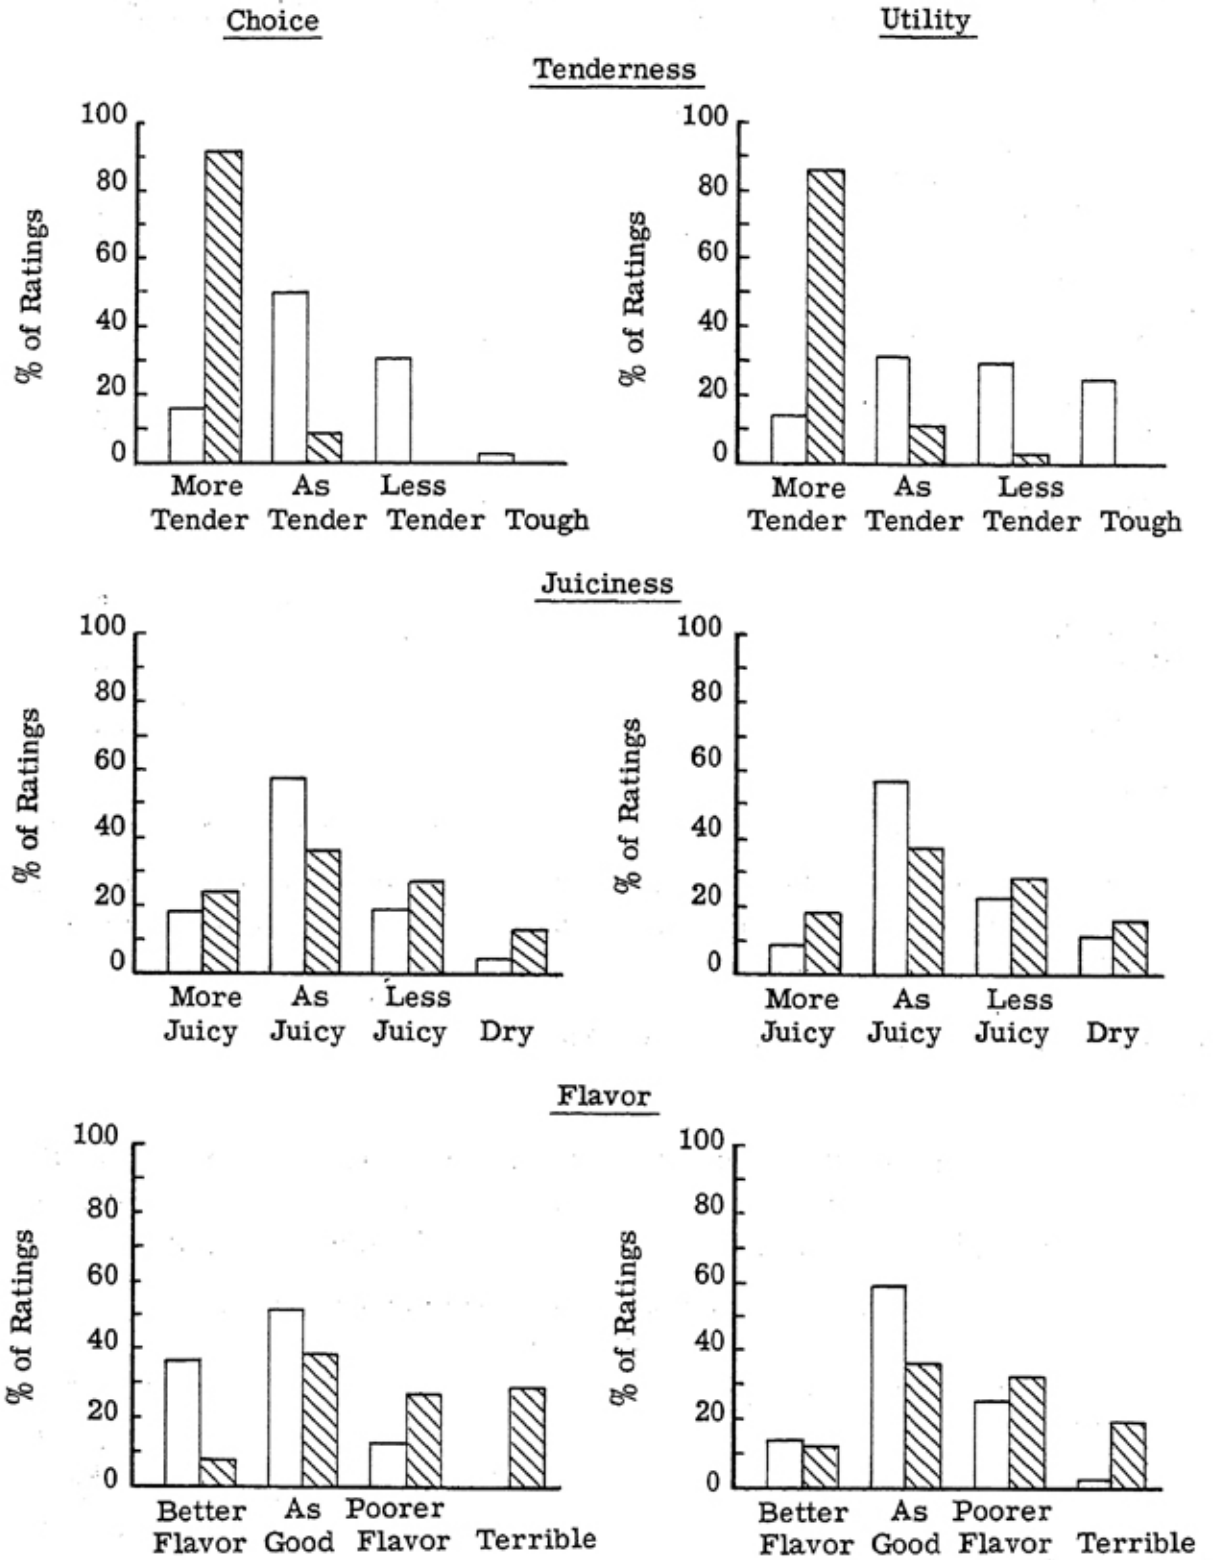 Choice Utility
Tenderness
100 100
80 80
60 60
40 40
20 20
0 0
% of Ratings % of Ratings
More As Less More As Less
Tender Tender Tender Tough Tender Tender Tender Tough
Juiciness
100 100
80 80
60 60
40 40
20 20
0 0
% of Ratings % of Ratings
More As Less More As Less
Juicy Juicy Juicy Dry Juicy Juicy Juicy Dry
Flavor
100 100
80 80
60 60
40 40
20 20
0 0
% of Ratings % of Ratings
Better As Poorer Better As Poorer
Flavor Good Flavor Terrible Flavor Good Flavor Terrible